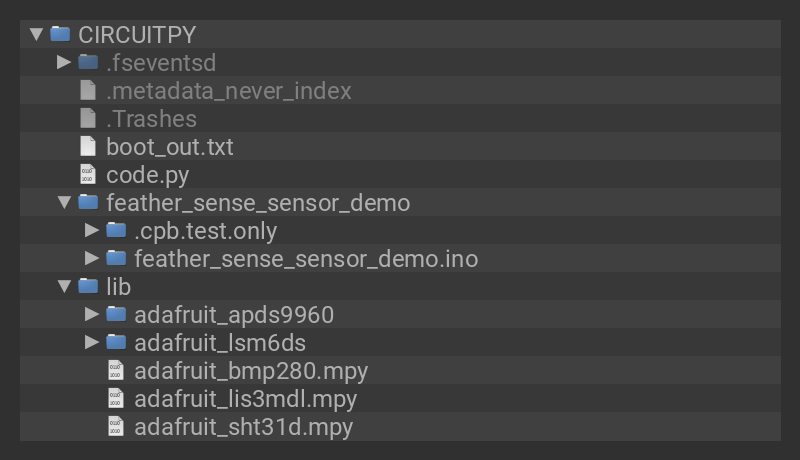 CIRCUITPY
.fseventsd
.metadata_never_index
.Trashes
boot_out.txt
code.py
feather_sense_sensor_demo
.cpb.test.only
feather_sense_sensor_demo.ino
lib
adafruit_apds9960
adafruit_lsm6ds
adafruit_bmp280.mpy
adafruit_lis3mdl.mpy
adafruit_sht31d.mpy